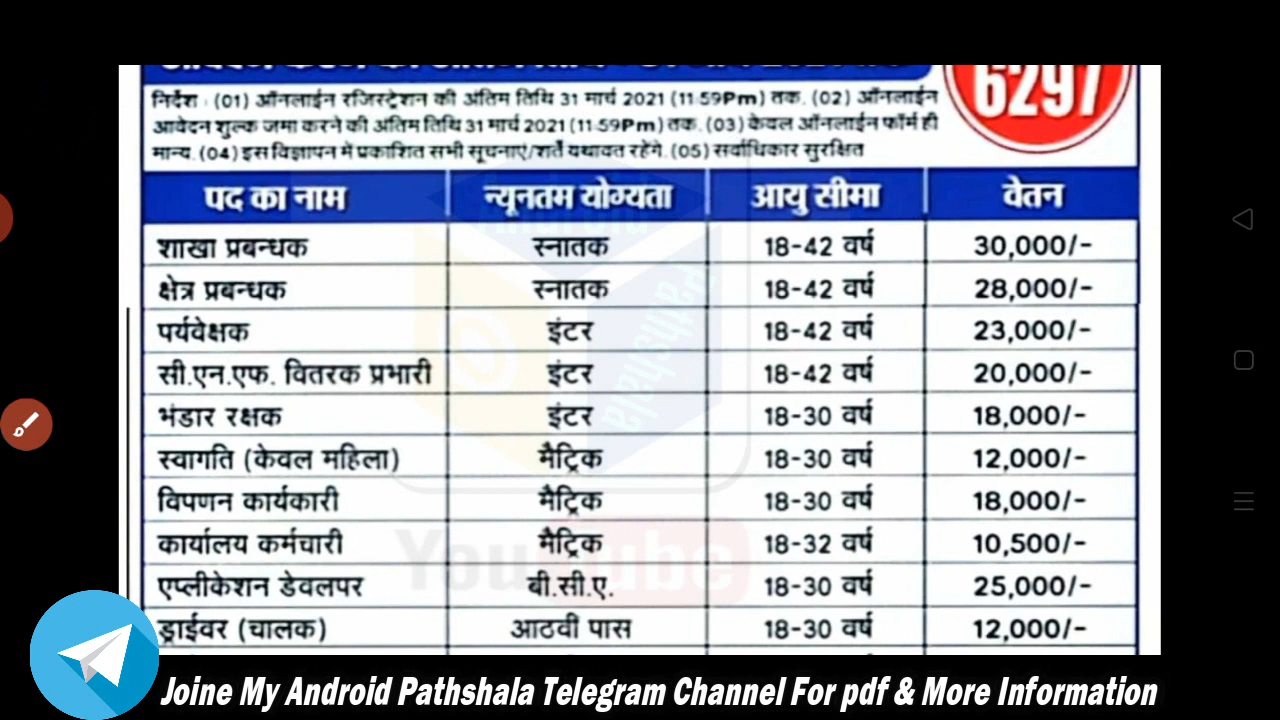 6297
निर्देश : (01) ऑनलाईन रजिस्ट्रेशन की अंतिम तिथि 31 मार्च 2021 (11:59Pm) तक. (02) ऑनलाईन
आवेदन शुल्क जमा करने की अंतिम तिथि 31 मार्च 2021 (11:59Pm) तक. (03) केवल ऑनलाईन फॉर्म ही
मान्य. (04) इस विज्ञापन में प्रकाशित सभी सूचनाएं/शर्ते यथावत रहेगे. (05) सर्वाधिकार सुरक्षित
पद का नाम न्यूनतम योग्यता आयु सीमा वेतन
शाखा प्रबन्धक स्नातक 18-42 वर्ष 30,000/-
क्षेत्र प्रबन्धक स्नातक 18-42 वर्ष 28,000/-
पर्यवेक्षक इंटर 18-42 वर्ष 23,000/-
सी.एन.एफ. वितरक प्रभारी इंटर 18-42 वर्ष 20,000/-
भंडार रक्षक इंटर 18-30 वर्ष 18,000/-
स्वागति (केवल महिला) मैट्रिक 18-30 वर्ष 12,000/-
विपणन कार्यकारी मैट्रिक 18-30 वर्ष 18,000/-
कार्यालय कर्मचारी मैट्रिक 18-32 वर्ष 10,500/-
एप्लीकेशन डेवलपर बी.सी.ए. 18-30 वर्ष 25,000/-
ड्राईवर (चालक) आठवी पास 18-30 वर्ष 12,000/-
Android
Pathshala
YouTube
Joine My Android Pathshala Telegram Channel For pdf & More Information